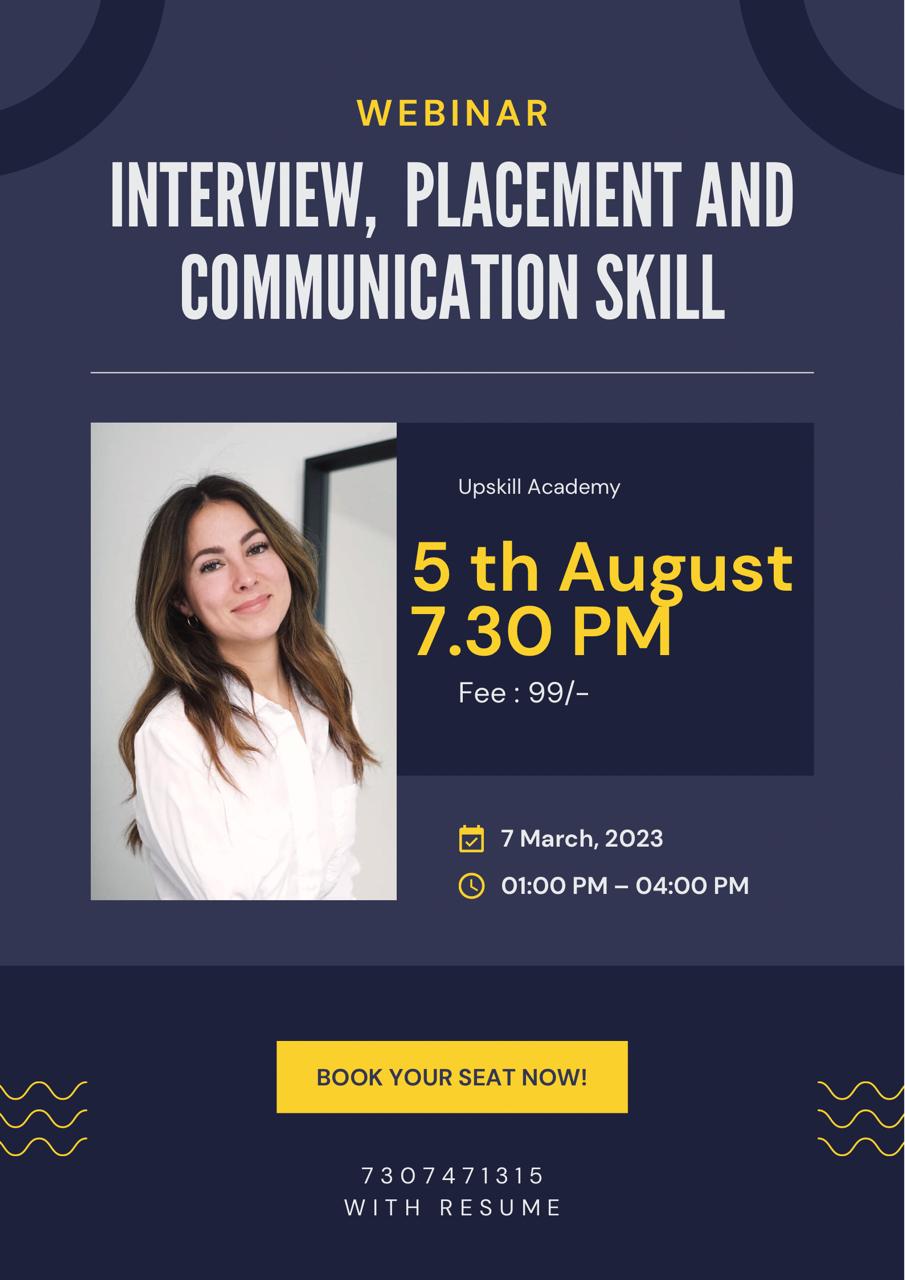 WEBINAR
INTERVIEW, PLACEMENT AND
COMMUNICATION SKILL
Upskill Academy
5 th August
7.30 PM
Fee : 99/-
7 March, 2023
01:00 PM – 04:00 PM
BOOK YOUR SEAT NOW!
7307471315
WITH RESUME